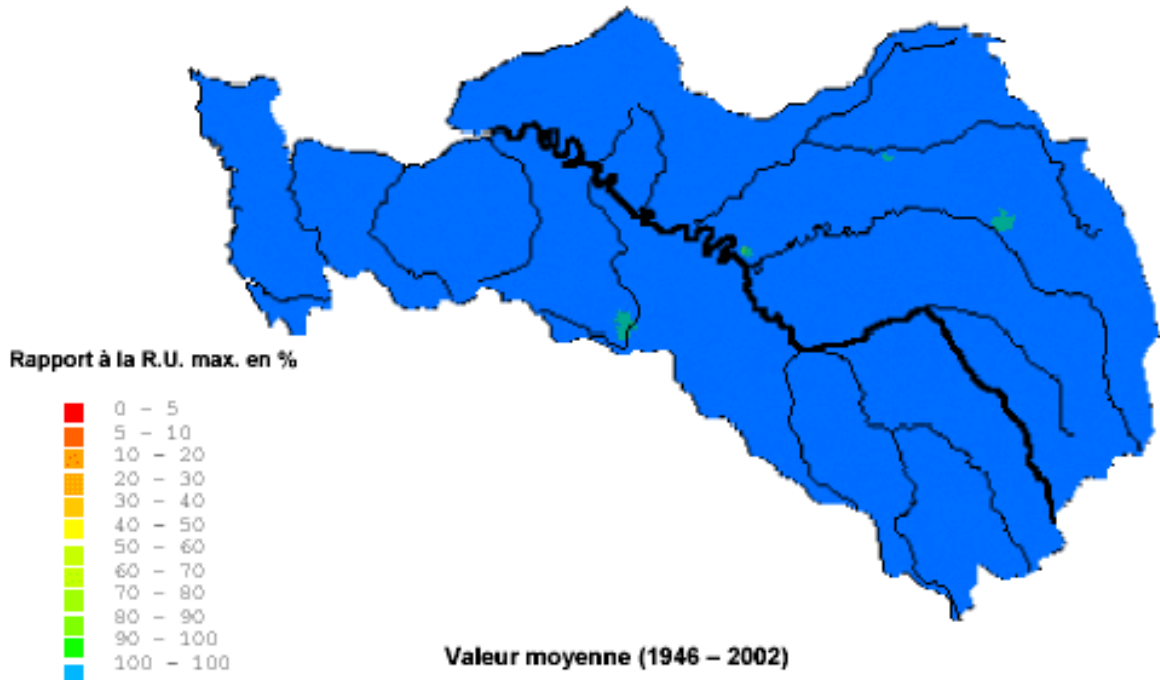 Rapport à la R.U. max. en %
0 - 5
5 - 10
10 - 20
20 - 30
30 - 40
40 - 50
50 - 60
60 - 70
70 - 80
80 - 90
90 - 100
100 - 100
Valeur moyenne (1946 – 2002)